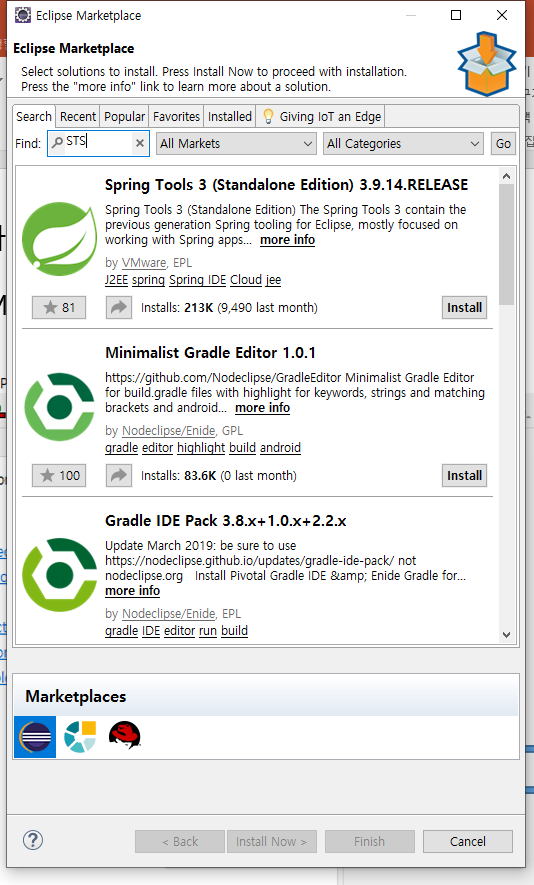 Eclipse Marketplace
Eclipse Marketplace
Select solutions to install. Press Install Now to proceed with installation.
Press the "more info" link to learn more about a solution.
Search Recent Popular Favorites Installed Giving IoT an Edge
Find: STS All Markets All Categories Go
Spring Tools 3 (Standalone Edition) 3.9.14.RELEASE
Spring Tools 3 (Standalone Edition) The Spring Tools 3 contain the
previous generation Spring tooling for Eclipse, mostly focused on
working with Spring apps... more info
by VMware, EPL
J2EE spring Spring IDE Cloud jee
81 Installs: 213K (9,490 last month) Install
Minimalist Gradle Editor 1.0.1
https://github.com/Nodeclipse/GradleEditor Minimalist Gradle Editor
for build.gradle files with highlight for keywords, strings and matching
brackets and android... more info
by Nodeclipse/Enide, GPL
gradle editor highlight build android
100 Installs: 83.6K (0 last month) Install
Gradle IDE Pack 3.8.x+1.0.x+2.2.x
Update March 2019: be sure to use
https://nodeclipse.github.io/updates/gradle-ide-pack/ not
nodeclipse.org Install Pivotal Gradle IDE &amp; Enide Gradle for...
more info
by Nodeclipse/Enide, EPL
gradle IDE editor run build
Marketplaces
? < Back Install Now > Finish Cancel